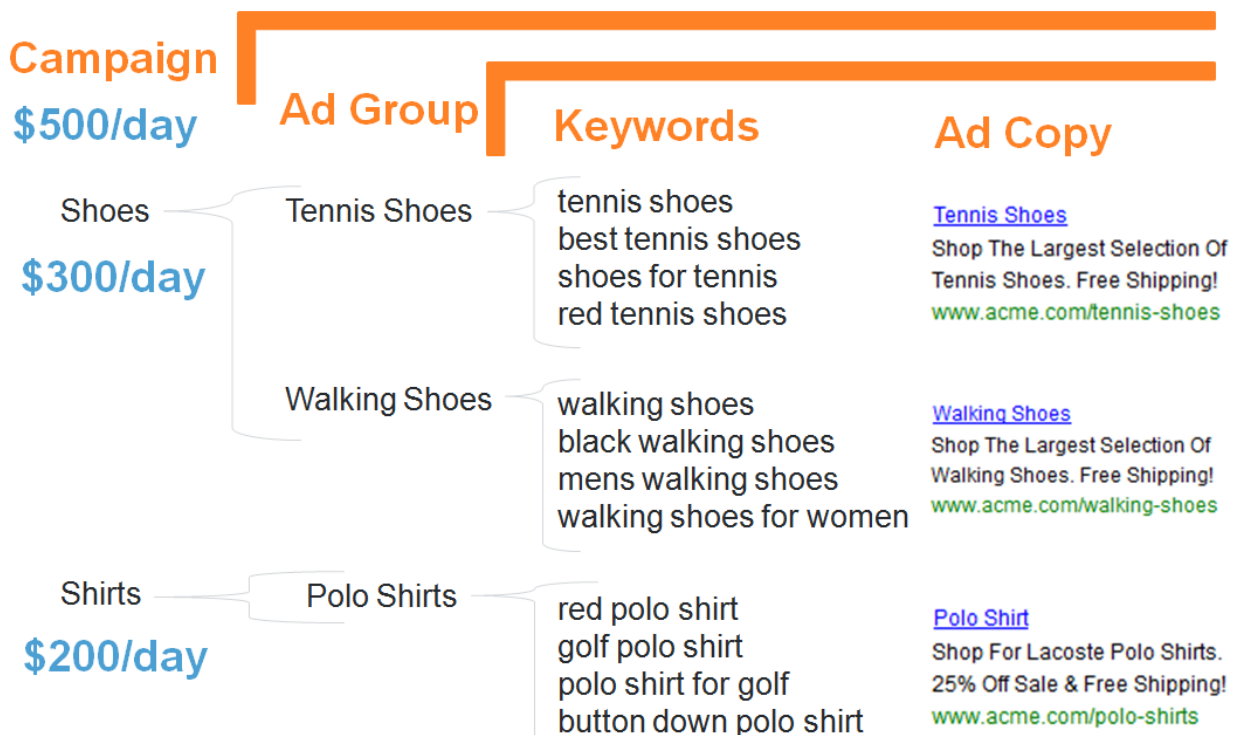 Campaign
$500/day
Ad Group
Keywords
Ad Copy
Shoes
$300/day
Tennis Shoes
tennis shoes
best tennis shoes
shoes for tennis
red tennis shoes
Tennis Shoes
Shop The Largest Selection Of
Tennis Shoes. Free Shipping!
www.acme.com/tennis-shoes
Walking Shoes
walking shoes
black walking shoes
mens walking shoes
walking shoes for women
Walking Shoes
Shop The Largest Selection Of
Walking Shoes. Free Shipping!
www.acme.com/walking-shoes
Shirts
$200/day
Polo Shirts
red polo shirt
golf polo shirt
polo shirt for golf
button down polo shirt
Polo Shirt
Shop For Lacoste Polo Shirts.
25% Off Sale & Free Shipping!
www.acme.com/polo-shirts